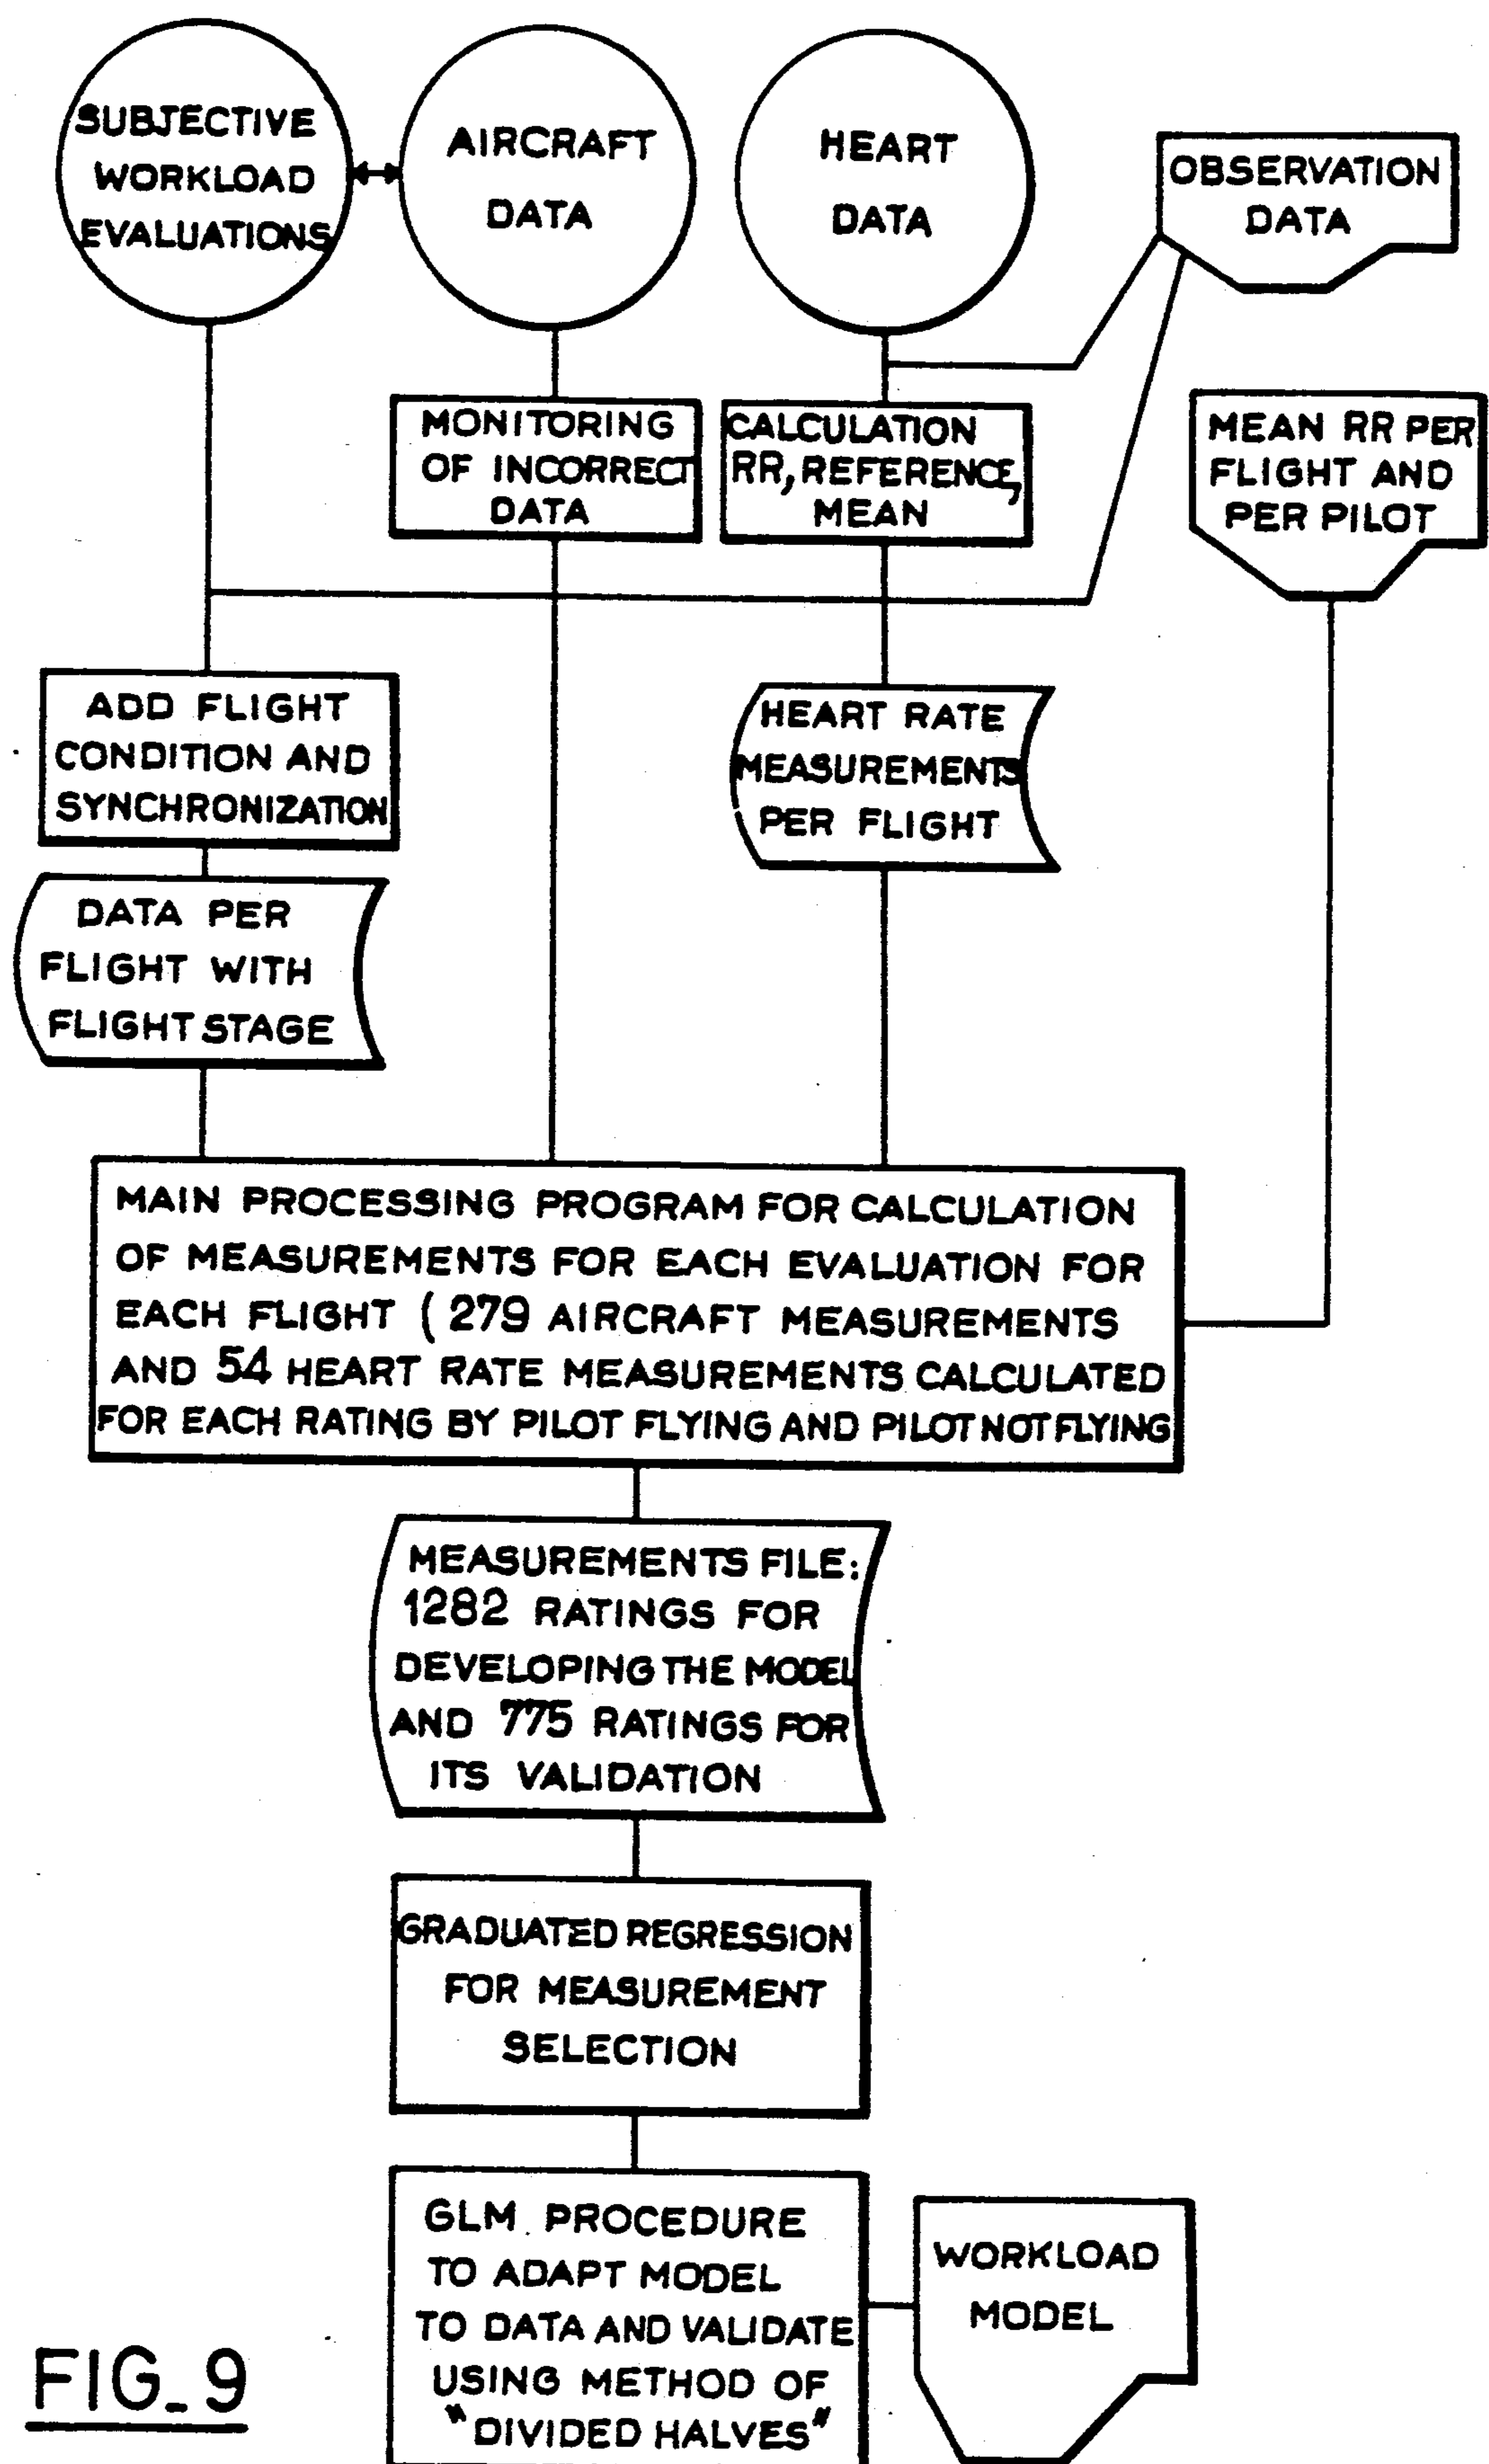 SUBJECTIVE
WORKLOAD
EVALUATIONS
AIRCRAFT
DATA
HEART
DATA
OBSERVATION
DATA
MONITORING
OF INCORRECT
DATA
CALCULATION
RR, REFERENCE,
MEAN
MEAN RR PER
FLIGHT AND
PER PILOT
ADD FLIGHT
CONDITION AND
SYNCHRONIZATION
HEART RATE
MEASUREMENTS
PER FLIGHT
DATA PER
FLIGHT WITH
FLIGHT STAGE
MAIN PROCESSING PROGRAM FOR CALCULATION
OF MEASUREMENTS FOR EACH EVALUATION FOR
EACH FLIGHT ( 279 AIRCRAFT MEASUREMENTS
AND 54 HEART RATE MEASUREMENTS CALCULATED
FOR EACH RATING BY PILOT FLYING AND PILOT NOT FLYING
MEASUREMENTS FILE:
1282 RATINGS FOR
DEVELOPING THE MODEL
AND 775 RATINGS FOR
ITS VALIDATION
GRADUATED REGRESSION
FOR MEASUREMENT
SELECTION
GLM. PROCEDURE
TO ADAPT MODEL
TO DATA AND VALIDATE
USING METHOD OF
"DIVIDED HALVES"
WORKLOAD
MODEL
FIG_9